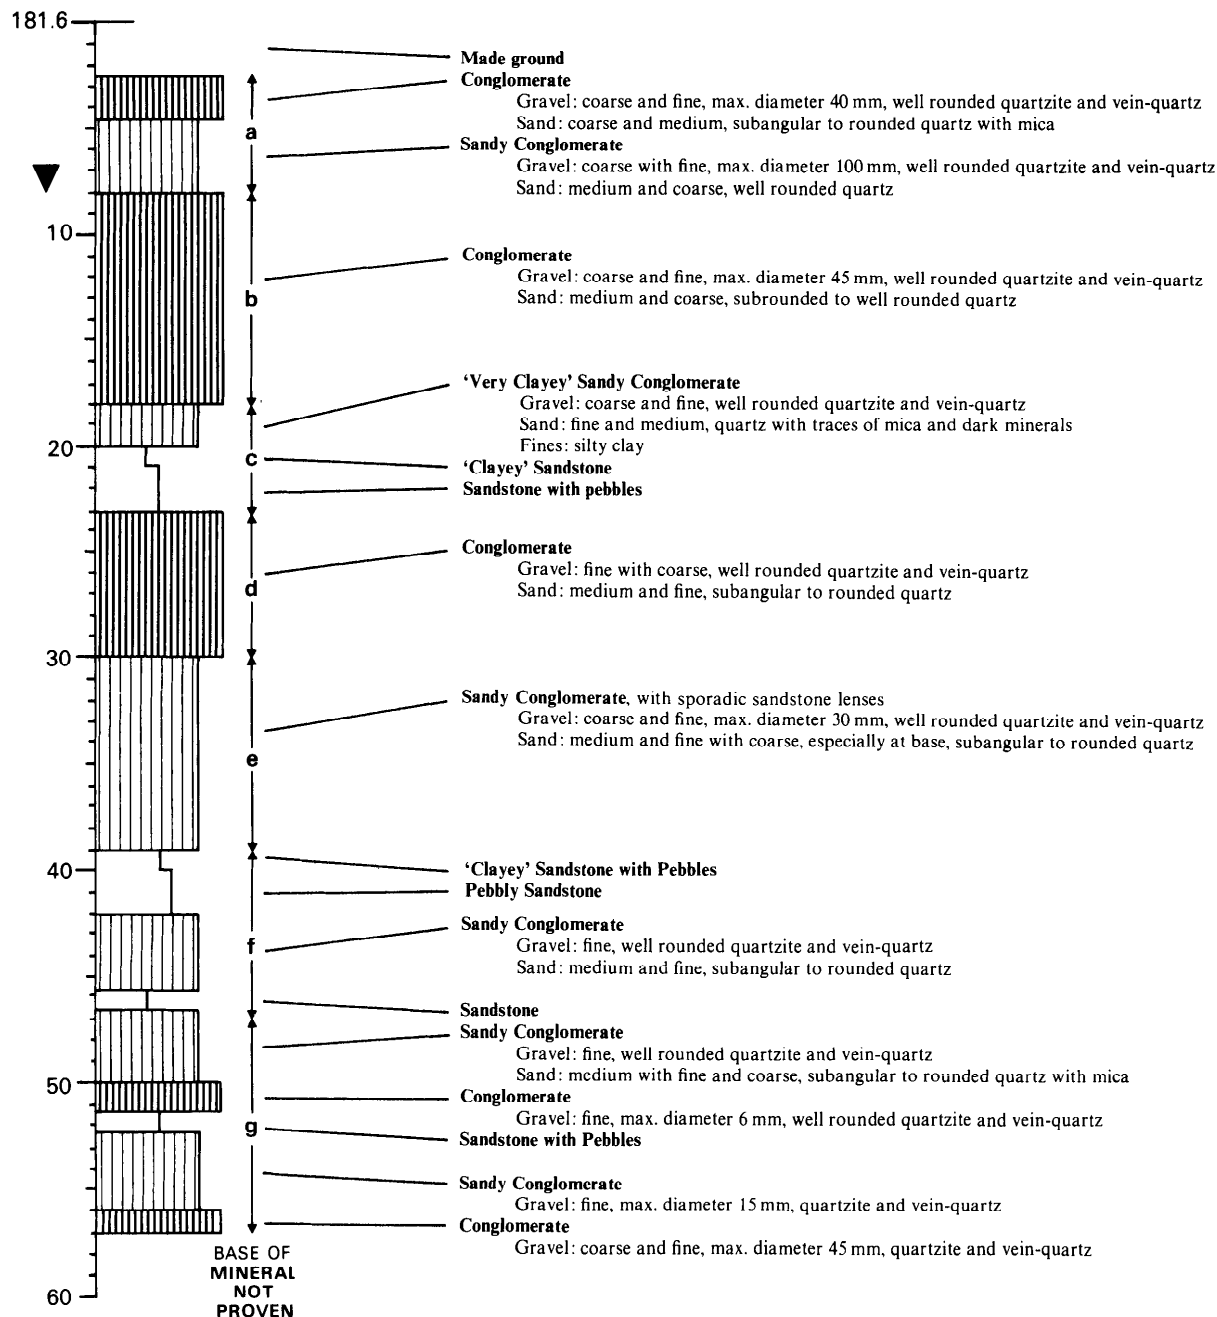 181.6
Made ground
Conglomerate
Gravel: coarse and fine, max. diameter 40 mm, well rounded quartzite and vein-quartz
Sand: coarse and medium, subangular to rounded quartz with mica
a
Sandy Conglomerate
Gravel: coarse with fine, max. diameter 100 mm, well rounded quartzite and vein-quartz
Sand: medium and coarse, well rounded quartz
10
Conglomerate
Gravel: coarse and fine, max. diameter 45 mm, well rounded quartzite and vein-quartz
Sand: medium and coarse, subrounded to well rounded quartz
b
‘Very Clayey’ Sandy Conglomerate
Gravel: coarse and fine, well rounded quartzite and vein-quartz
Sand: fine and medium, quartz with traces of mica and dark minerals
Fines: silty clay
20
c
‘Clayey’ Sandstone
Sandstone with pebbles
Conglomerate
Gravel: fine with coarse, well rounded quartzite and vein-quartz
Sand: medium and fine, subangular to rounded quartz
d
30
Sandy Conglomerate, with sporadic sandstone lenses
Gravel: coarse and fine, max. diameter 30 mm, well rounded quartzite and vein-quartz
Sand: medium and fine with coarse, especially at base, subangular to rounded quartz
e
40
‘Clayey’ Sandstone with Pebbles
Pebbly Sandstone
Sandy Conglomerate
Gravel: fine, well rounded quartzite and vein-quartz
Sand: medium and fine, subangular to rounded quartz
f
Sandstone
Sandy Conglomerate
Gravel: fine, well rounded quartzite and vein-quartz
Sand: medium with fine and coarse, subangular to rounded quartz with mica
50
Conglomerate
Gravel: fine, max. diameter 6 mm, well rounded quartzite and vein-quartz
g
Sandstone with Pebbles
Sandy Conglomerate
Gravel: fine, max. diameter 15 mm, quartzite and vein-quartz
Conglomerate
Gravel: coarse and fine, max. diameter 45 mm, quartzite and vein-quartz
BASE OF
MINERAL
NOT
PROVEN
60